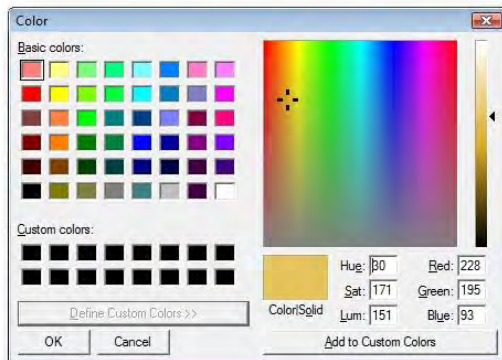 Color
Basic colors:
Custom colors:
Define Custom Colors >>
OK Cancel
Color|Solid
Hue: 30 Red: 228
Sat: 171 Green: 195
Lum: 151 Blue: 93
Add to Custom Colors